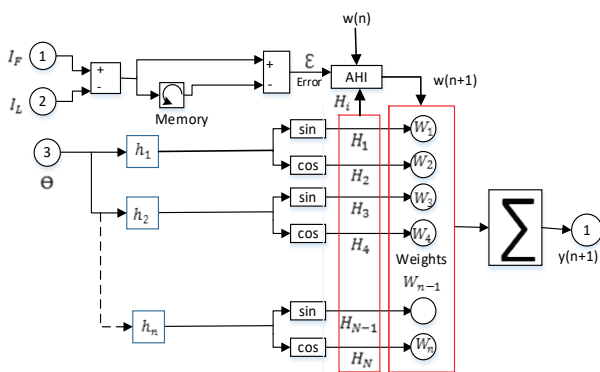 w(n)
I_F 1
+
-
+
-
ε
Error
AHI
w(n+1)
I_L 2
Memory
H_i
3
Θ
h_1
sin
H_1
W_1
cos
H_2
W_2
h_2
sin
H_3
W_3
cos
H_4
W_4
Weights
∑
1
y(n+1)
W_{n-1}
h_n
sin
H_{N-1}
cos
H_N
W_n